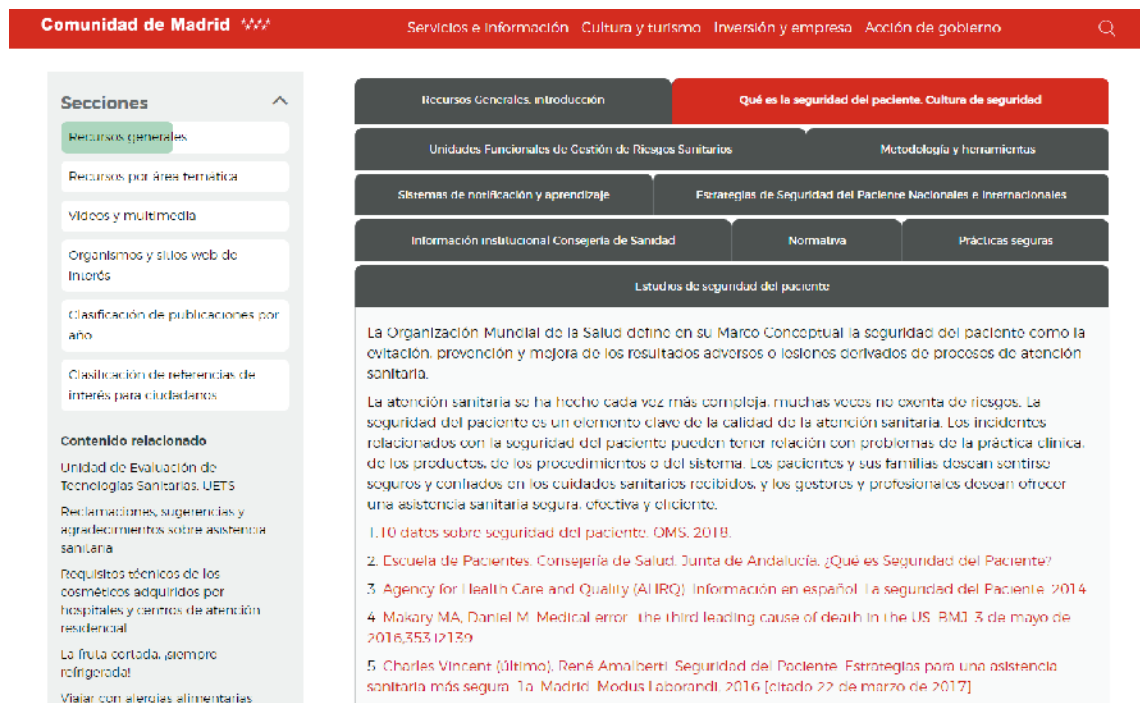 Comunidad de Madrid
Servicios e información Cultura y turismo Inversión y empresa Acción de gobierno
Secciones
Recursos generales
Recursos por área temática
Vídeos y multimedia
Organismos y sitios web de
interés
Clasificación de publicaciones por
año
Clasificación de referencias de
interés para ciudadanos
Contenido relacionado
Unidad de Evaluación de
Tecnologías Sanitarias. UETS
Reclamaciones, sugerencias y
agradecimientos sobre asistencia
sanitaria
Requisitos técnicos de los
cosméticos adquiridos por
hospitales y centros de atención
residencial
La fruta cortada, ¡siempre
refrigerada!
Viajar con alergias alimentarias
Recursos Generales. introducción
Qué es la seguridad del paciente. Cultura de seguridad
Unidades Funcionales de Gestión de Riesgos Sanitarios
Metodología y herramientas
Sistemas de notificación y aprendizaje
Estrategias de Seguridad del Paciente Nacionales e Internacionales
Información institucional Consejería de Sanidad
Normativa
Prácticas seguras
Estudios de seguridad del paciente
La Organización Mundial de la Salud define en su Marco Conceptual la seguridad del paciente como la
evitación, prevención y mejora de los resultados adversos o lesiones derivados de procesos de atención
sanitaria.
La atención sanitaria se ha hecho cada vez más compleja, muchas veces no exenta de riesgos. La
seguridad del paciente es un elemento clave de la calidad de la atención sanitaria. Los incidentes
relacionados con la seguridad del paciente pueden tener relación con problemas de la práctica clínica,
de los productos, de los procedimientos o del sistema. Los pacientes y sus familias desean sentirse
seguros y confiados en los cuidados sanitarios recibidos, y los gestores y profesionales desean ofrecer
una asistencia sanitaria segura, efectiva y eficiente.
1.10 datos sobre seguridad del paciente. OMS. 2018.
2. Escuela de Pacientes. Consejería de Salud. Junta de Andalucía. ¿Qué es Seguridad del Paciente?
3. Agency for Health Care and Quality (AHRQ). Información en español. La seguridad del Paciente. 2014
4. Makary MA, Daniel M. Medical error- the third leading cause of death in the US. BMJ. 3 de mayo de
2016;353:i2139
5. Charles Vincent (último), René Amalberti. Seguridad del Paciente. Estrategias para una asistencia
sanitaria más segura. 1a. Madrid. Modus Laborandi. 2016 [citado 22 de marzo de 2017]